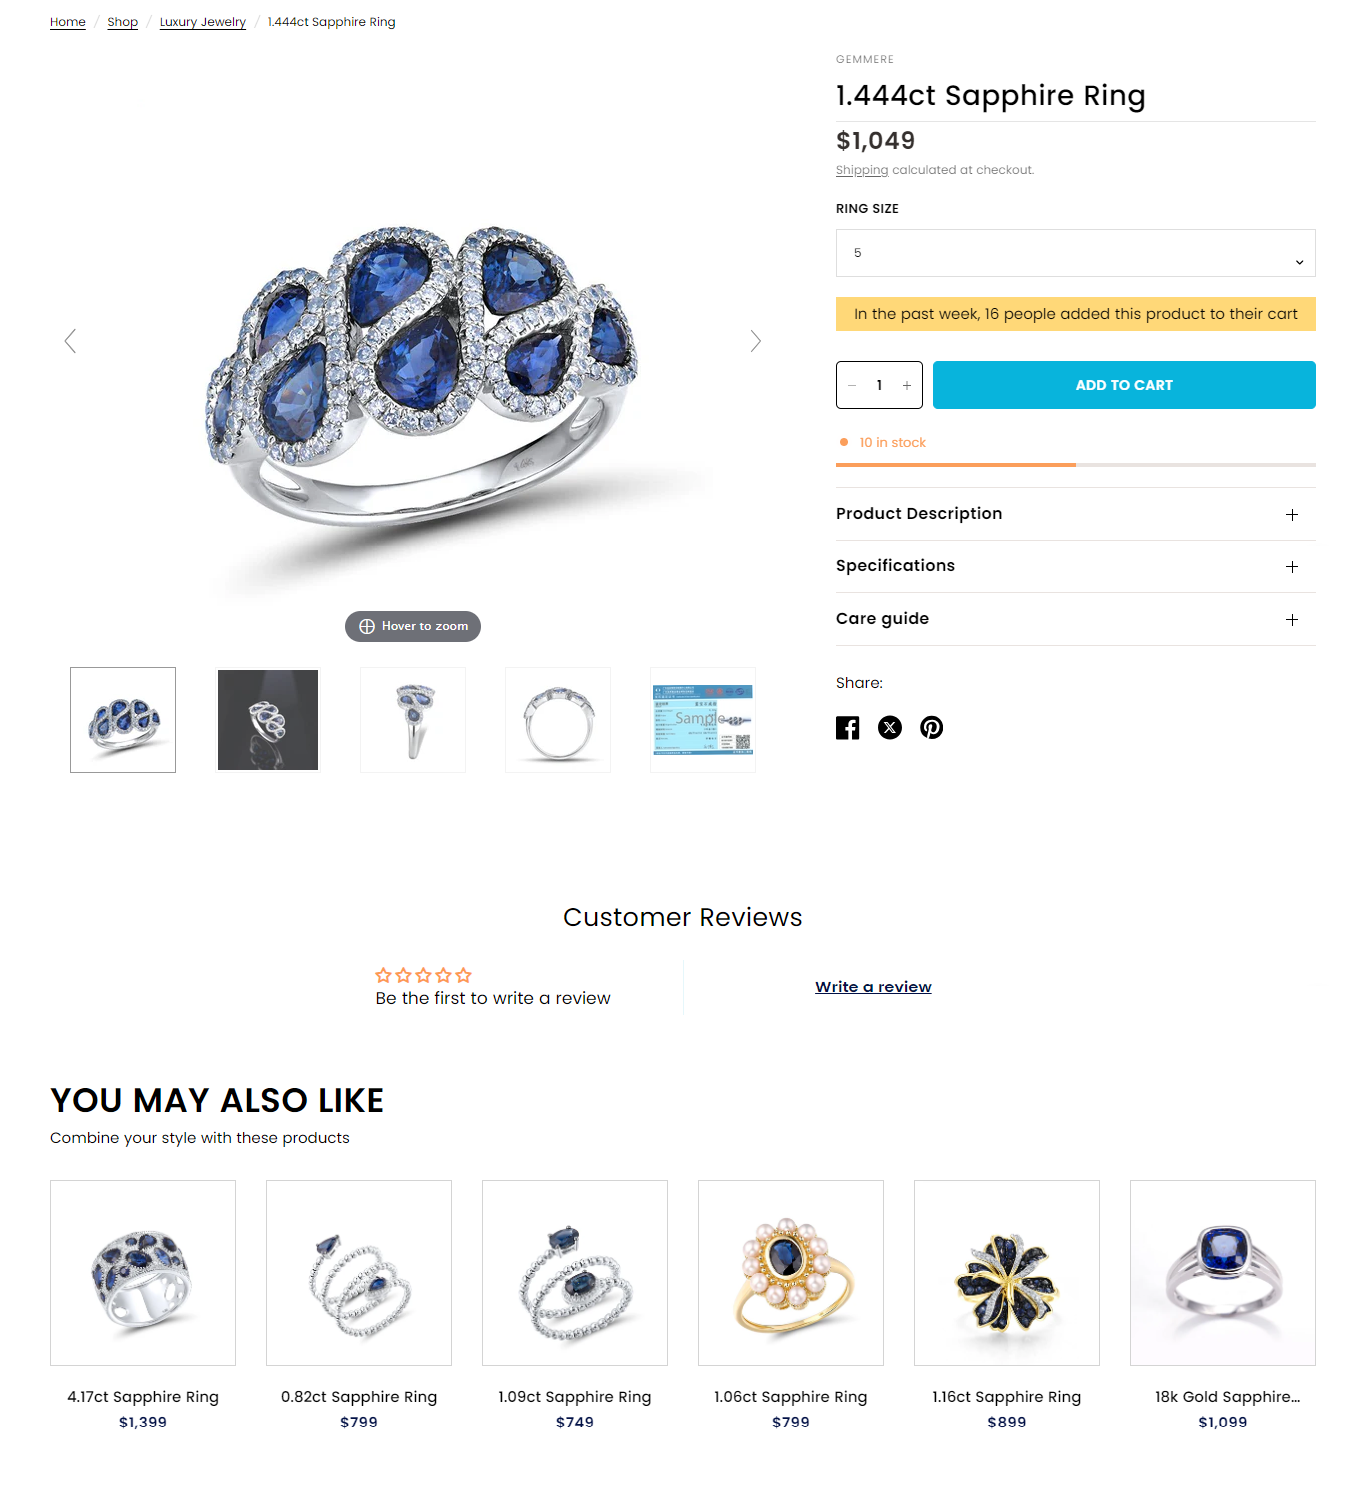 Home / Shop / Luxury Jewelry / 1.444ct Sapphire Ring
GEMMERE
1.444ct Sapphire Ring
$1,049
Shipping calculated at checkout.
RING SIZE
5
In the past week, 16 people added this product to their cart
− 1 +
ADD TO CART
10 in stock
Product Description
Specifications
Care guide
Share:
Hover to zoom
Sample
Customer Reviews
Be the first to write a review
Write a review
YOU MAY ALSO LIKE
Combine your style with these products
4.17ct Sapphire Ring
$1,399
0.82ct Sapphire Ring
$799
1.09ct Sapphire Ring
$749
1.06ct Sapphire Ring
$799
1.16ct Sapphire Ring
$899
18k Gold Sapphire...
$1,099